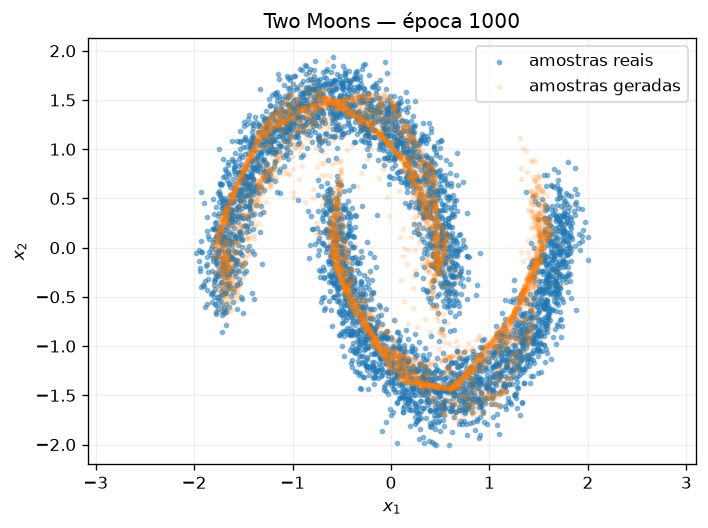 Two Moons — época 1000
amostras reais
amostras geradas
2.0
1.5
1.0
0.5
0.0
−0.5
−1.0
−1.5
−2.0
x₂
−3 −2 −1 0 1 2 3
x₁